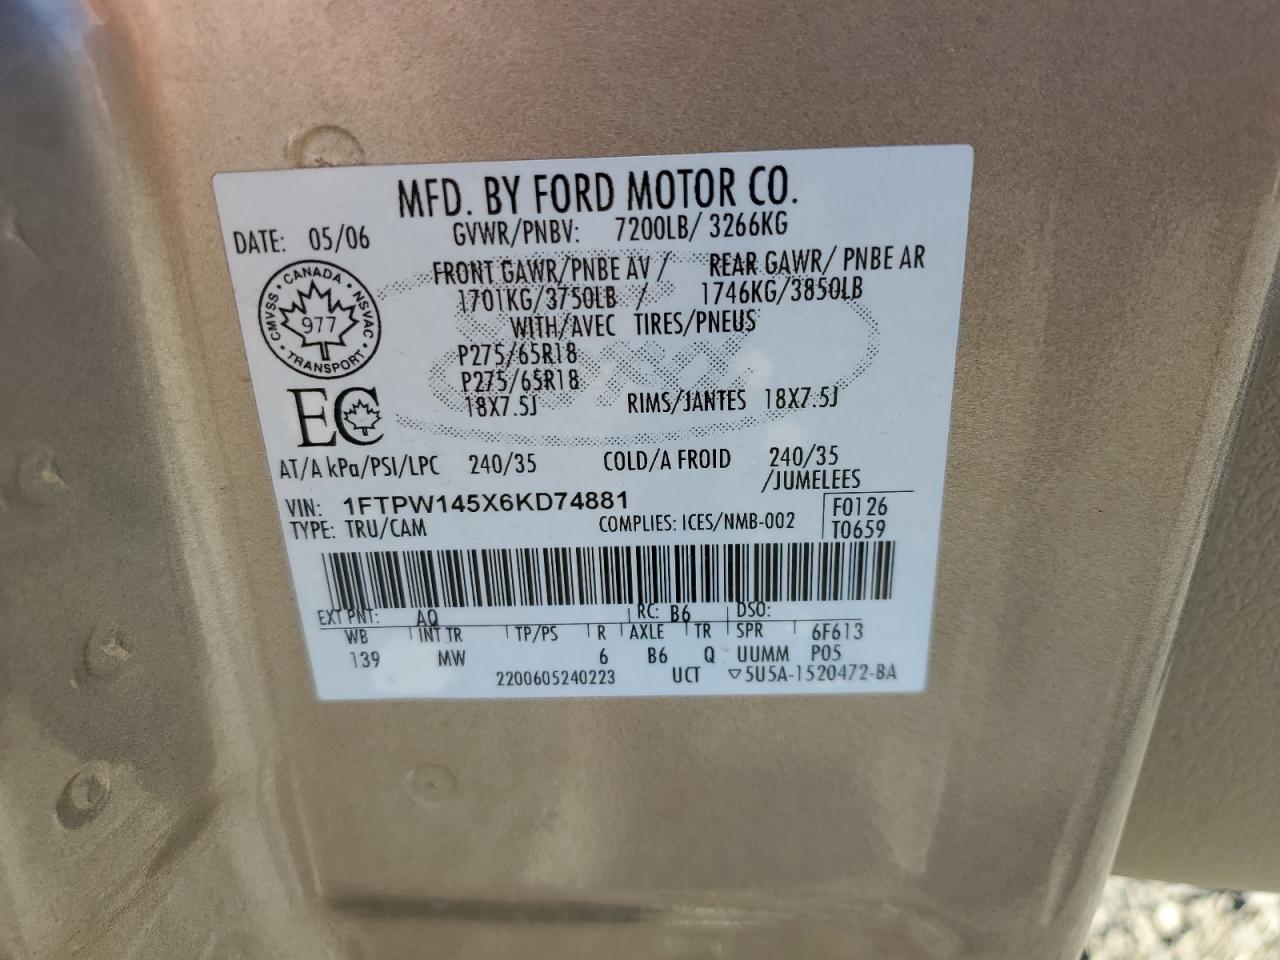 MFD. BY FORD MOTOR CO.
DATE: 05/06 GVWR/PNBV: 7200LB/ 3266KG
FRONT GAWR/PNBE AV / REAR GAWR/ PNBE AR
1701KG/3750LB / 1746KG/3850LB
WITH/AVEC TIRES/PNEUS
CANADA
CMVSS 977 NSVAC
TRANSPORT
P275/65R18
P275/65R18
18X7.5J RIMS/JANTES 18X7.5J
EC
AT/A kPa/PSI/LPC 240/35 COLD/A FROID 240/35
/JUMELEES
VIN: 1FTPW145X6KD74881 F0126
TYPE: TRU/CAM COMPLIES: ICES/NMB-002 T0659
EXT PNT: AQ RC: B6 DSO:
WB INT TR TP/PS R AXLE TR SPR 6F613
139 MW 6 B6 Q UUMM P05
2200605240223 UCT ▽5U5A-1520472-BA